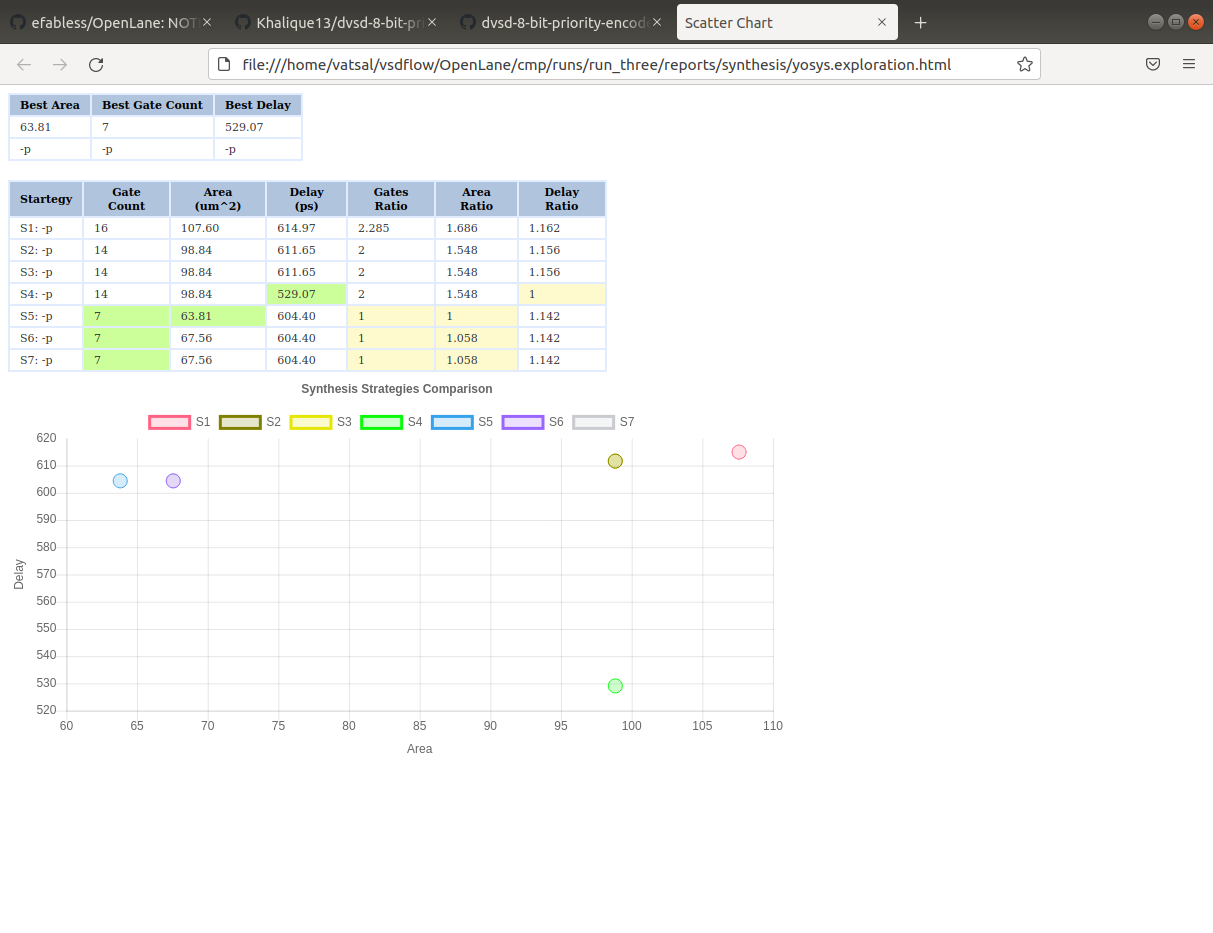 efabless/OpenLane: NOT
Khalique13/dvsd-8-bit-pri
dvsd-8-bit-priority-encod
Scatter Chart
file:///home/vatsal/vsdflow/OpenLane/cmp/runs/run_three/reports/synthesis/yosys.exploration.html
Best Area Best Gate Count Best Delay
63.81 7 529.07
-p -p -p
Startegy Gate Count Area (um^2) Delay (ps) Gates Ratio Area Ratio Delay Ratio
S1: -p 16 107.60 614.97 2.285 1.686 1.162
S2: -p 14 98.84 611.65 2 1.548 1.156
S3: -p 14 98.84 611.65 2 1.548 1.156
S4: -p 14 98.84 529.07 2 1.548 1
S5: -p 7 63.81 604.40 1 1 1.142
S6: -p 7 67.56 604.40 1 1.058 1.142
S7: -p 7 67.56 604.40 1 1.058 1.142
Synthesis Strategies Comparison
S1 S2 S3 S4 S5 S6 S7
620
610
600
590
580
570
560
550
540
530
520
Delay
60 65 70 75 80 85 90 95 100 105 110
Area